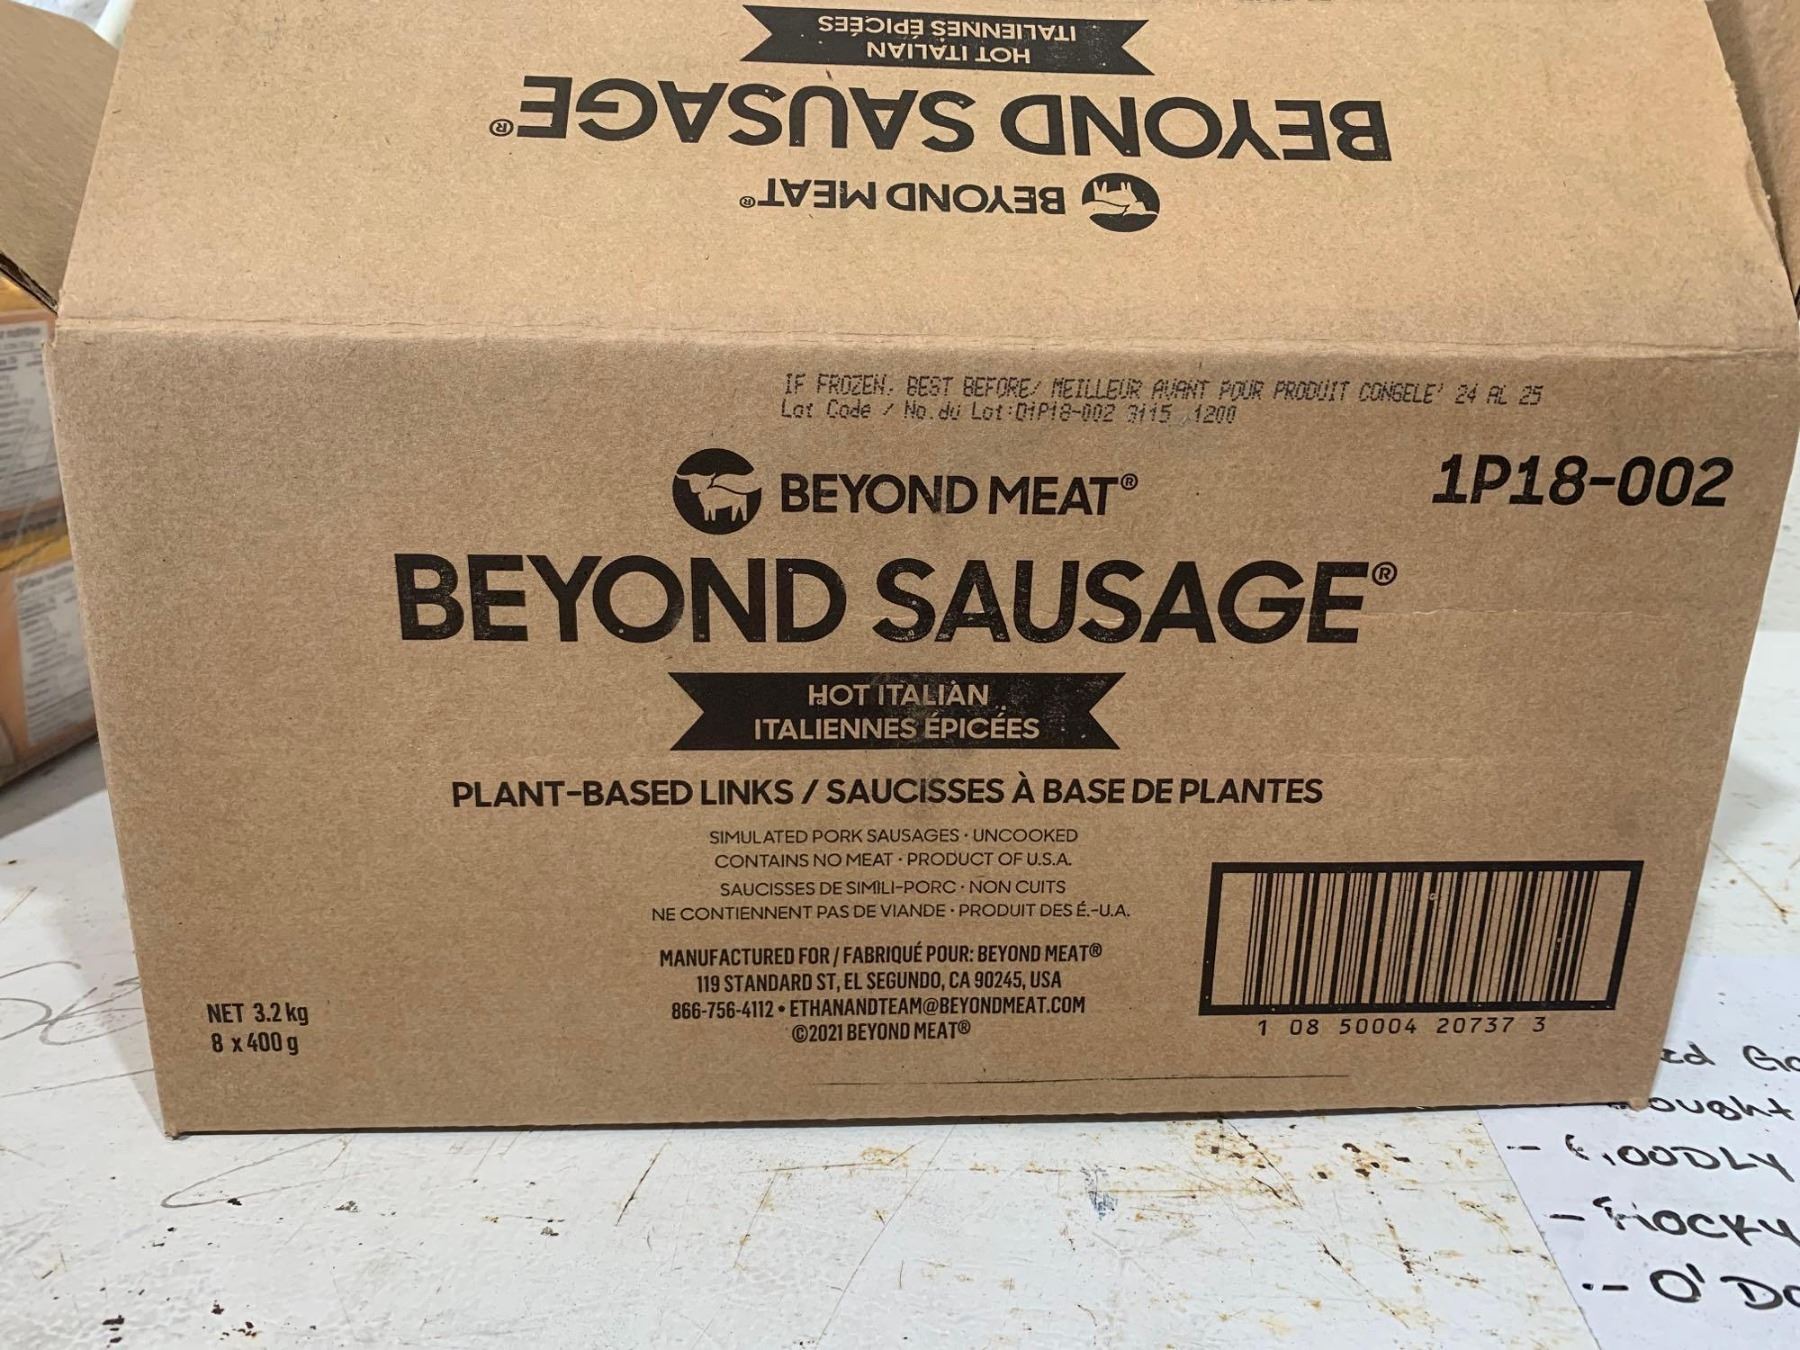 ITALIENNES ÉPICÉES
HOT ITALIAN
BEYOND SAUSAGE®
BEYOND MEAT®
IF FROZEN, BEST BEFORE/ MEILLEUR AVANT POUR PRODUIT CONGELE' 24 AL 25
Lot Code / No.du Lot:01P18-002 3115 1200
BEYOND MEAT®
1P18-002
BEYOND SAUSAGE®
HOT ITALIAN
ITALIENNES ÉPICÉES
PLANT-BASED LINKS / SAUCISSES À BASE DE PLANTES
SIMULATED PORK SAUSAGES · UNCOOKED
CONTAINS NO MEAT · PRODUCT OF U.S.A.
SAUCISSES DE SIMILI-PORC · NON CUITS
NE CONTIENNENT PAS DE VIANDE · PRODUIT DES É.-U.A.
MANUFACTURED FOR / FABRIQUÉ POUR: BEYOND MEAT®
119 STANDARD ST, EL SEGUNDO, CA 90245, USA
866-756-4112 • ETHANANDTEAM@BEYONDMEAT.COM
©2021 BEYOND MEAT®
NET 3.2 kg
8 x 400 g
1 08 50004 20737 3